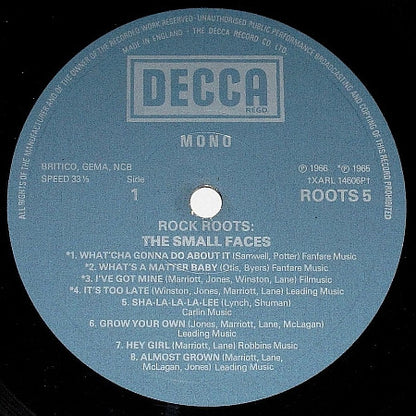 ALL RIGHTS OF THE MANUFACTURER AND OF THE OWNER OF THE RECORDED WORK RESERVED - UNAUTHORISED PUBLIC PERFORMANCE BROADCASTING AND COPYING OF THIS RECORD PROHIBITED
MADE IN ENGLAND · THE DECCA RECORD CO LTD.
DECCA
REGD.
MONO
BRITICO, GEMA, NCB
SPEED 33⅓ Side
1
℗ 1966 *℗ 1965
†XARL 14606P†
ROOTS 5
ROCK ROOTS:
THE SMALL FACES
*1. WHAT'CHA GONNA DO ABOUT IT (Samwell, Potter) Fanfare Music
*2. WHAT'S A MATTER BABY (Otis, Byers) Fanfare Music
*3. I'VE GOT MINE (Marriott, Winston, Jones, Lane) Filmusic
*4. IT'S TOO LATE (Winston, Jones, Marriott, Lane) Leading Music
5. SHA-LA-LA-LA-LEE (Lynch, Shuman)
Carlin Music
6. GROW YOUR OWN (Jones, Marriott, Lane, McLagan)
Leading Music
7. HEY GIRL (Marriott, Lane) Robbins Music
8. ALMOST GROWN (Marriott, Lane,
McLagan, Jones) Leading Music